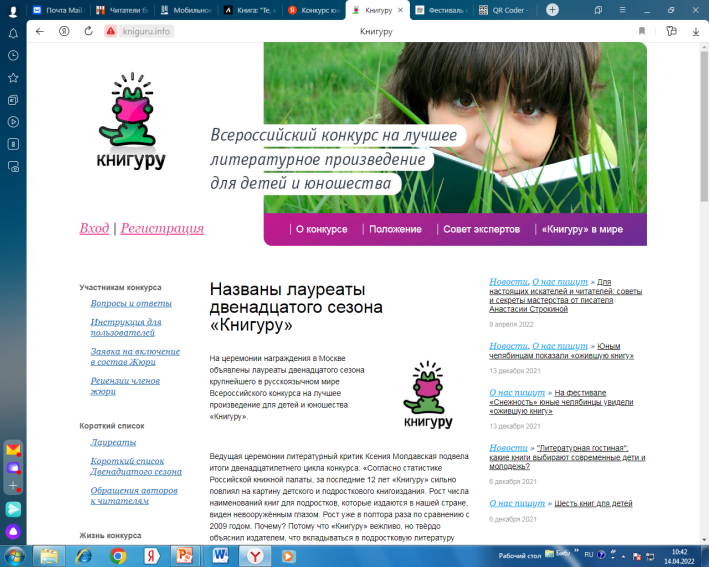 Почта Mail
Читатели б
Мобильно
Книга: "Те,
Конкурс ю
Книгуру
Фестиваль
QR Coder
kniguru.info
Книгуру
8
КНИГУРУ
Всероссийский конкурс на лучшее
литературное произведение
для детей и юношества
Вход | Регистрация
О конкурсе | Положение | Совет экспертов | «Книгуру» в мире
Участникам конкурса
Вопросы и ответы
Инструкция для
пользователей
Заявка на включение
в состав Жюри
Рецензии членов
жюри
Короткий список
Лауреаты
Короткий список
Двенадцатого сезона
Обращения авторов
к читателям
Жизнь конкурса
Названы лауреаты
двенадцатого сезона
«Книгуру»
На церемонии награждения в Москве
объявлены лауреаты двенадцатого сезона
крупнейшего в русскоязычном мире
Всероссийского конкурса на лучшее
произведение для детей и юношества
«Книгуру».
КНИГУРУ
Ведущая церемонии литературный критик Ксения Молдавская подвела
итоги двенадцатилетнего цикла конкурса: «Согласно статистике
Российской книжной палаты, за последние 12 лет «Книгуру» сильно
повлиял на картину детского и подросткового книгоиздания. Рост числа
наименований книг для подростков, которые издаются в нашей стране,
виден невооружённым глазом. Рост уже в полтора раза по сравнению с
2009 годом. Почему? Потому что «Книгуру» вежливо, но твёрдо
объяснил издателем, что вкладываться в подростковую литературу
Новости, О нас пишут » Для
настоящих искателей и читателей: советы
и секреты мастерства от писателя
Анастасии Строкиной
8 апреля 2022
Новости, О нас пишут » Юным
челябинцам показали «ожившую книгу»
13 декабря 2021
О нас пишут » На фестивале
«Снежность» юные челябинцы увидели
«ожившую книгу»
13 декабря 2021
Новости » "Литературная гостиная":
какие книги выбирают современные дети и
молодежь?
6 декабря 2021
О нас пишут » Шесть книг для детей
6 декабря 2021
Рабочий стол
Библ
RU
10:42
14.04.2022